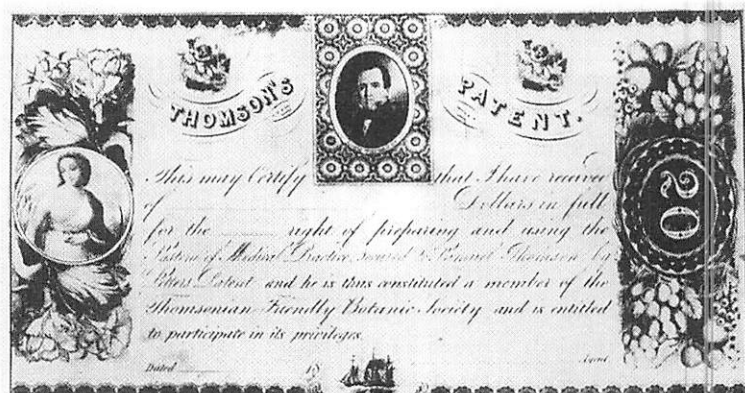 THOMSON'S PATENT.
This may Certify that I have received
of Dollars in full
for the right of preparing and using the
System of Medical Practice secured to Samuel Thomson by
Letters Patent and he is thus constituted a member of the
Thomsonian Friendly Botanic Society and is entitled
to participate in its privileges.
Dated 18 Agent
20